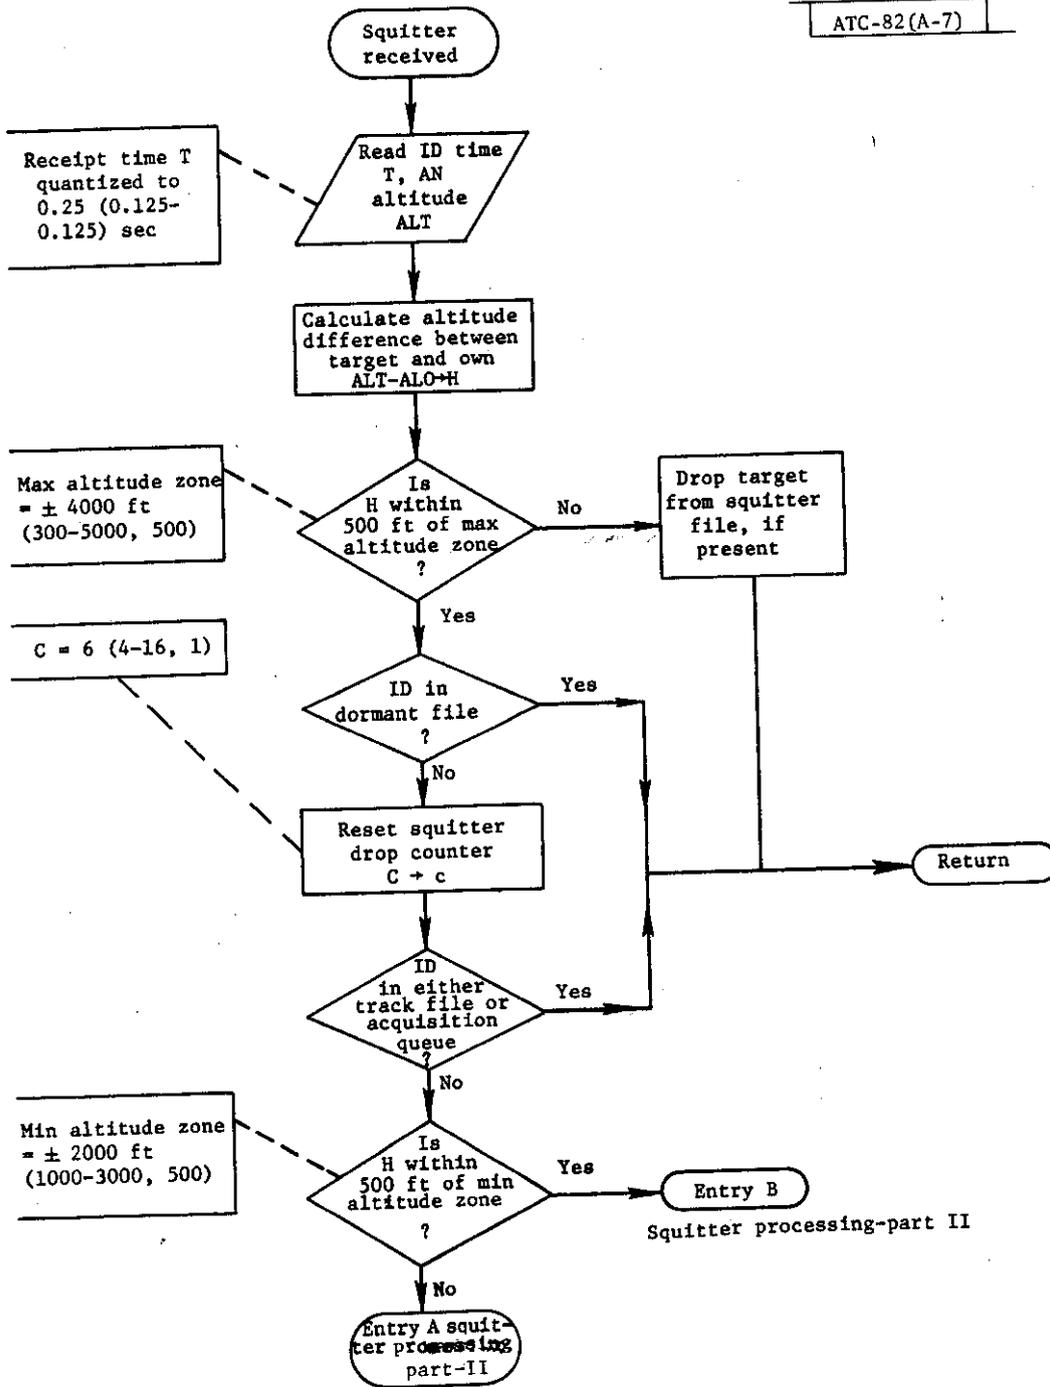 ATC-82(A-7)
Squitter
received
Receipt time T
quantized to
0.25 (0.125-
0.125) sec
Read ID time
T, AN
altitude
ALT
Calculate altitude
difference between
target and own
ALT-ALO→H
Max altitude zone
= ± 4000 ft
(300-5000, 500)
Is
H within
500 ft of max
altitude zone
?
No
Drop target
from squitter
file, if
present
Yes
C = 6 (4-16, 1)
ID in
dormant file
?
Yes
No
Reset squitter
drop counter
C → c
Return
ID
in either
track file or
acquisition
queue
?
Yes
No
Min altitude zone
= ± 2000 ft
(1000-3000, 500)
Is
H within
500 ft of min
altitude zone
?
Yes
Entry B
Squitter processing-part II
No
Entry A squit-
ter processing
part-II